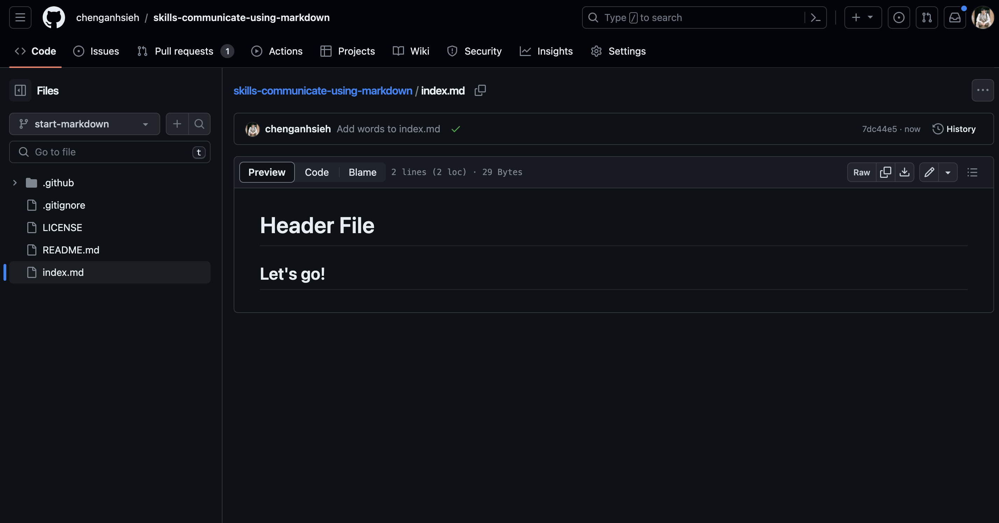 chenganhsieh / skills-communicate-using-markdown
Type / to search
Code Issues Pull requests 1 Actions Projects Wiki Security Insights Settings
Files
start-markdown
Go to file t
.github
.gitignore
LICENSE
README.md
index.md
skills-communicate-using-markdown / index.md
chenganhsieh Add words to index.md
7dc44e5 · now History
Preview Code Blame 2 lines (2 loc) · 29 Bytes Raw
Header File
Let's go!